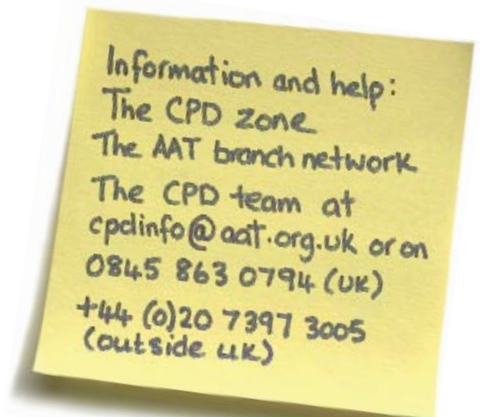 Information and help:
The CPD zone
The AAT branch network
The CPD team at
cpdinfo@aat.org.uk or on
0845 863 0794 (UK)
+44 (0)20 7397 3005
(outside UK)